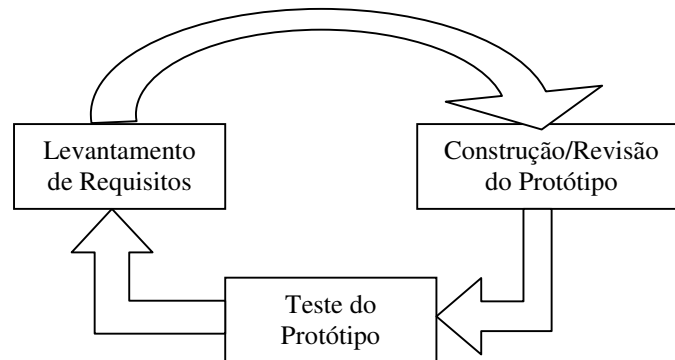 Levantamento
de Requisitos
Construção/Revisão
do Protótipo
Teste do
Protótipo